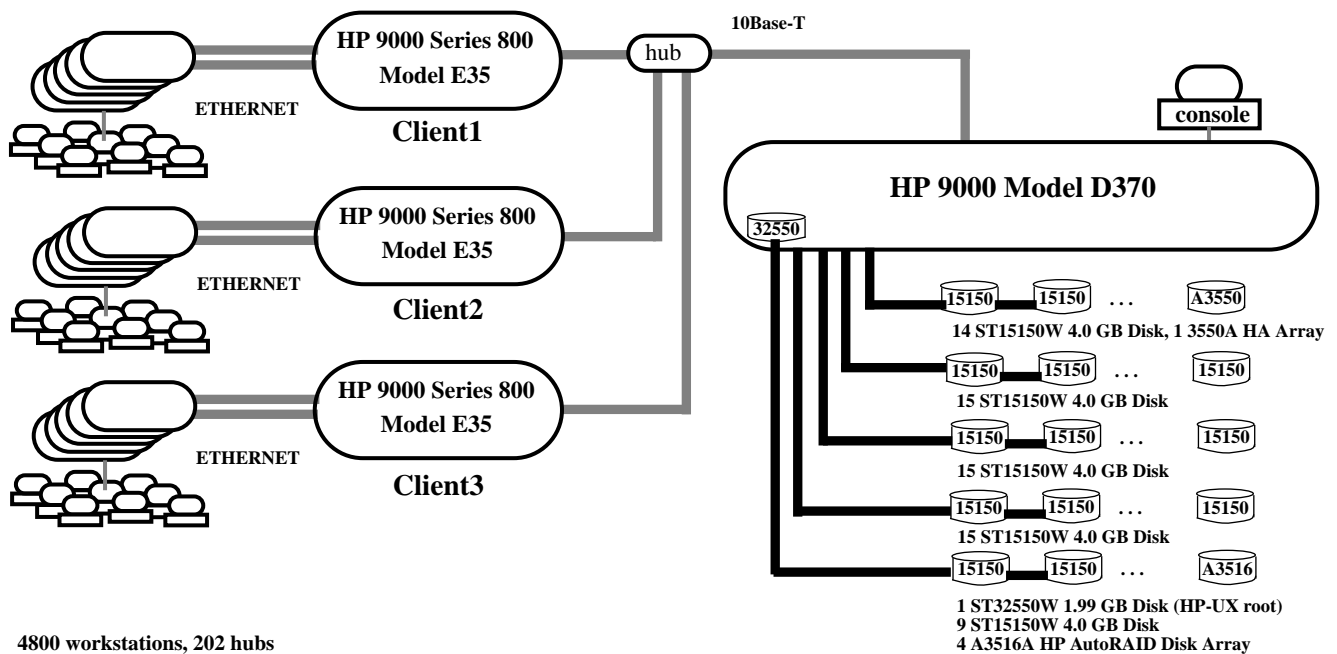 10Base-T
HP 9000 Series 800
Model E35
hub
ETHERNET
Client1
console
HP 9000 Model D370
32550
HP 9000 Series 800
Model E35
ETHERNET
Client2
15150 15150 ... A3550
14 ST15150W 4.0 GB Disk, 1 3550A HA Array
15150 15150 ... 15150
15 ST15150W 4.0 GB Disk
HP 9000 Series 800
Model E35
ETHERNET
Client3
15150 15150 ... 15150
15 ST15150W 4.0 GB Disk
15150 15150 ... 15150
15 ST15150W 4.0 GB Disk
15150 15150 ... A3516
1 ST32550W 1.99 GB Disk (HP-UX root)
9 ST15150W 4.0 GB Disk
4 A3516A HP AutoRAID Disk Array
4800 workstations, 202 hubs